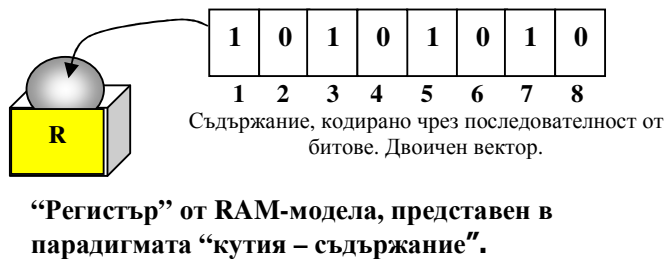 1 0 1 0 1 0 1 0
1 2 3 4 5 6 7 8
R
Съдържание, кодирано чрез последователност от
битове. Двоичен вектор.
“Регистър” от RAM-модела, представен в
парадигмата “кутия – съдържание”.